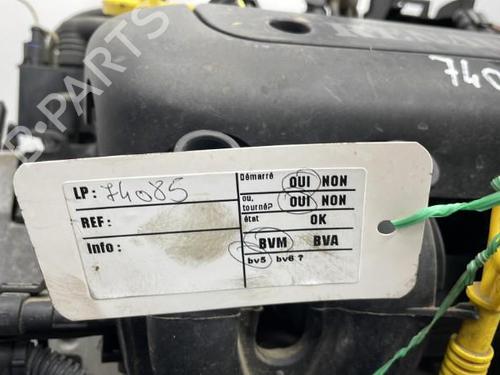 740
B-PARTS
LP: 74085
REF:
Info:
Démarré OUI NON
ou, tourné? OUI NON
état OK
BVM BVA
bv5 bv6 ?